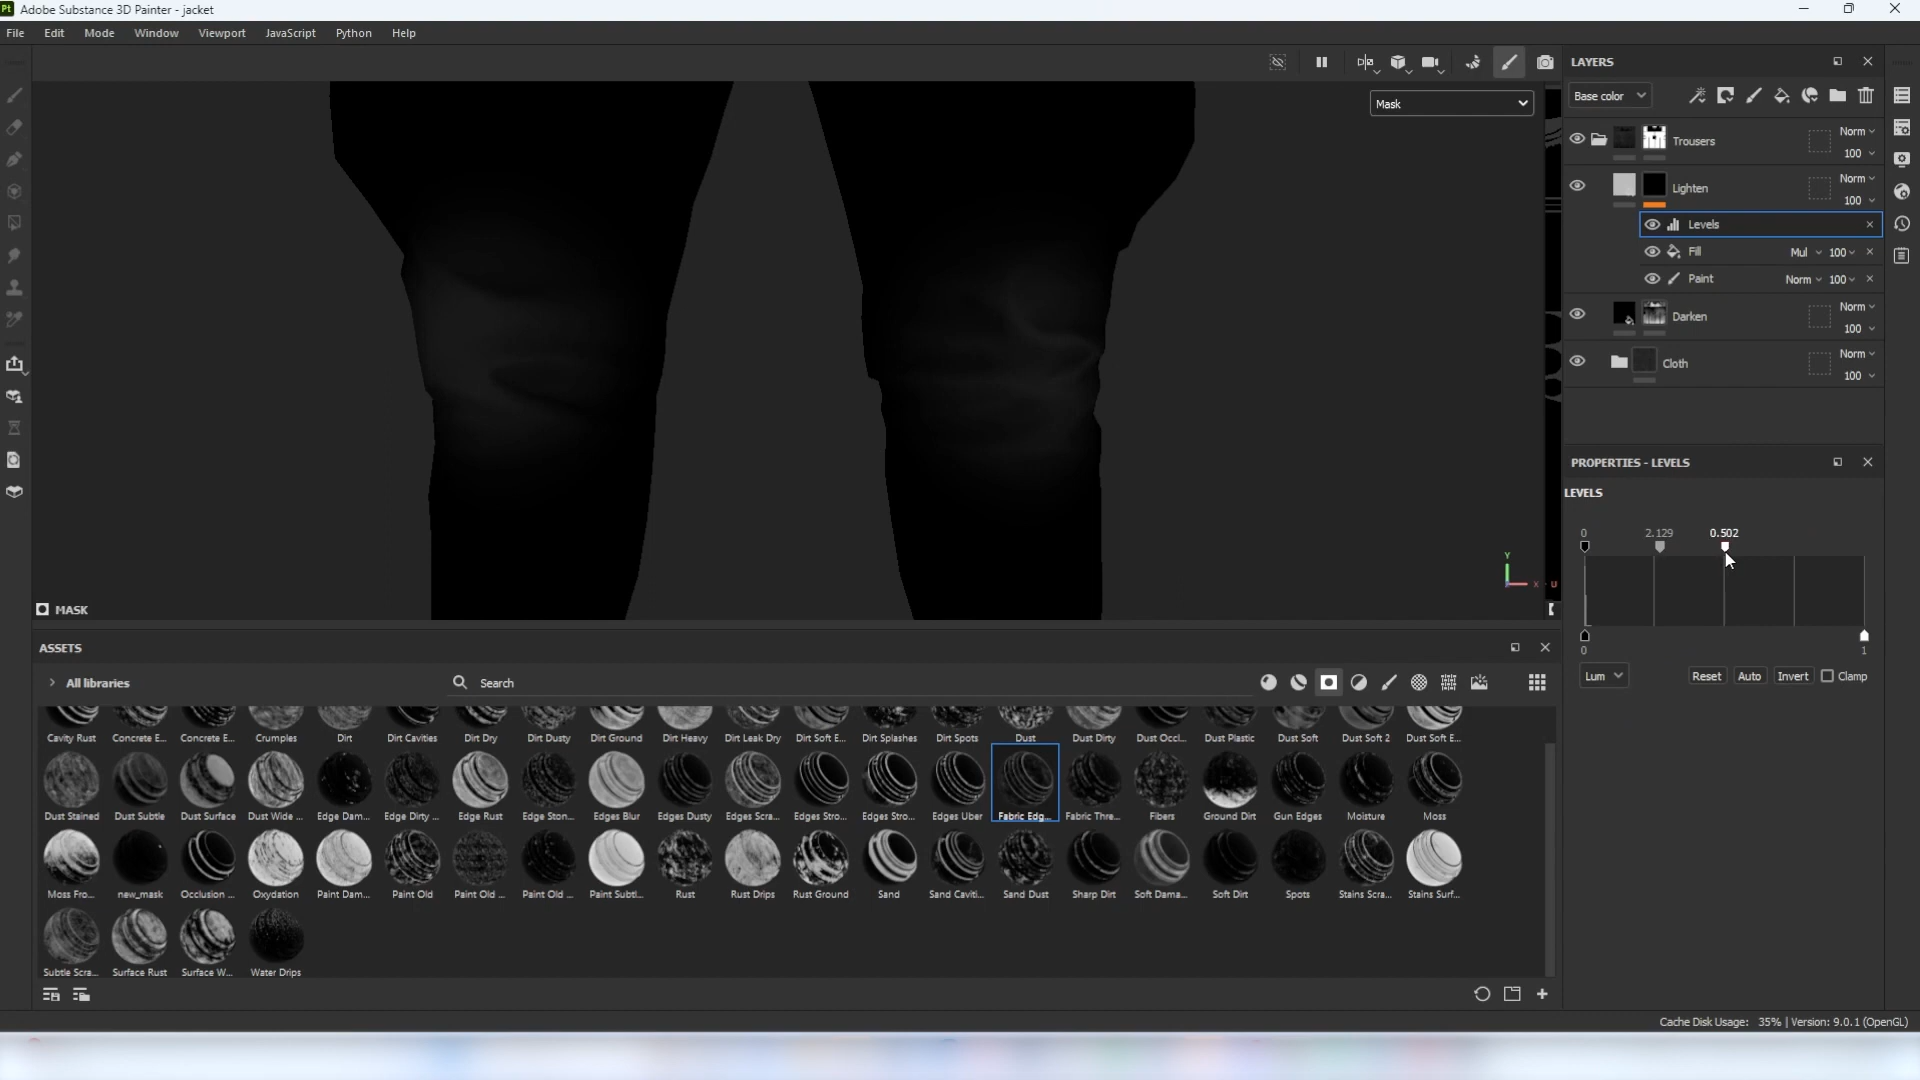 Pt Adobe Substance 3D Painter - jacket
File Edit Mode Window Viewport JavaScript Python Help
Mask
Y
X
U
MASK
LAYERS
Base color
Trousers Norm 100
Lighten Norm 100
Levels
Fill Mul 100
Paint Norm 100
Darken Norm 100
Cloth Norm 100
PROPERTIES - LEVELS
LEVELS
0 2.129 0.502
0 1
Lum Reset Auto Invert Clamp
ASSETS
All libraries Search
Cavity Rust Concrete E... Concrete E... Crumples Dirt Dirt Cavities Dirt Dry Dirt Dusty Dirt Ground Dirt Heavy Dirt Leak Dry Dirt Soft E... Dirt Splashes Dirt Spots Dust Dust Dirty Dust Occl... Dust Plastic Dust Soft Dust Soft 2 Dust Soft E...
Dust Stained Dust Subtle Dust Surface Dust Wide ... Edge Dam... Edge Dirty ... Edge Rust Edge Ston... Edges Blur Edges Dusty Edges Scra... Edges Stro... Edges Stro... Edges Uber Fabric Edg... Fabric Thre... Fibers Ground Dirt Gun Edges Moisture Moss
Moss Fro... new_mask Occlusion ... Oxydation Paint Dam... Paint Old Paint Old ... Paint Old ... Paint Subtl... Rust Rust Drips Rust Ground Sand Sand Caviti... Sand Dust Sharp Dirt Soft Dama... Soft Dirt Spots Stains Scra... Stains Surf...
Subtle Scra... Surface Rust Surface W... Water Drips
Cache Disk Usage: 35% | Version: 9.0.1 (OpenGL)